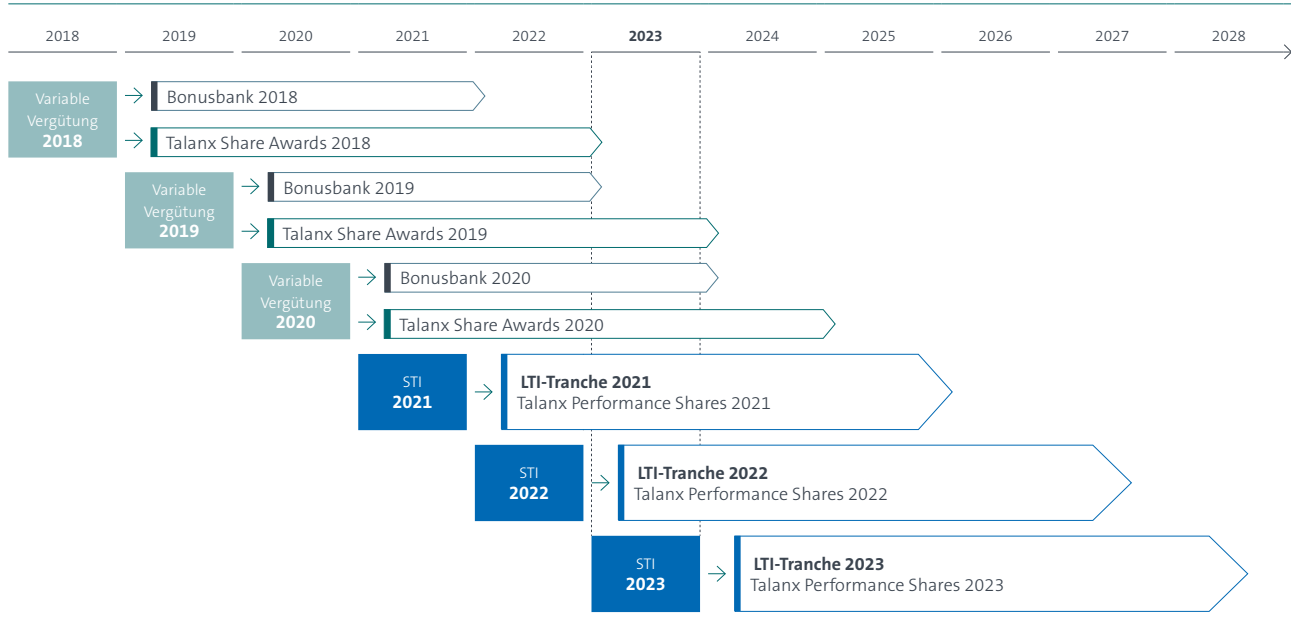 2018 2019 2020 2021 2022 2023 2024 2025 2026 2027 2028
Variable
Vergütung
2018
Bonusbank 2018
Talanx Share Awards 2018
Variable
Vergütung
2019
Bonusbank 2019
Talanx Share Awards 2019
Variable
Vergütung
2020
Bonusbank 2020
Talanx Share Awards 2020
STI
2021
LTI-Tranche 2021
Talanx Performance Shares 2021
STI
2022
LTI-Tranche 2022
Talanx Performance Shares 2022
STI
2023
LTI-Tranche 2023
Talanx Performance Shares 2023